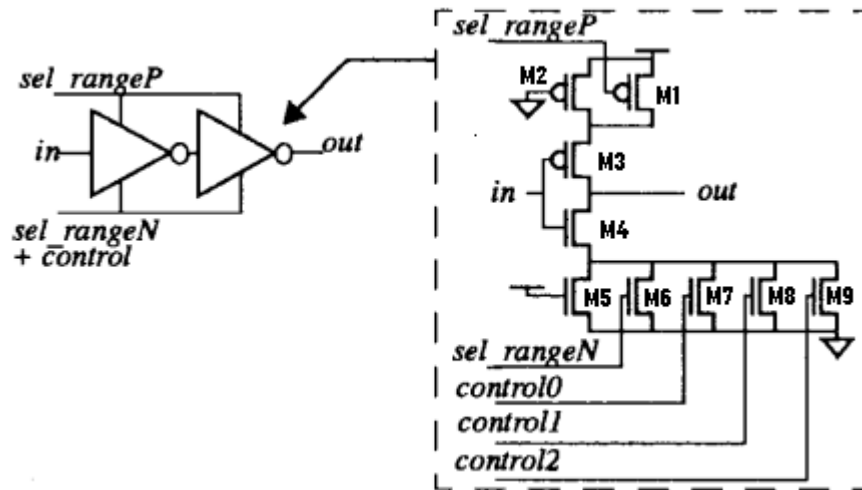 sel_rangeP
in
out
sel_rangeN
+ control
sel_rangeP
M2
M1
M3
in
out
M4
M5 M6 M7 M8 M9
sel_rangeN
control0
control1
control2